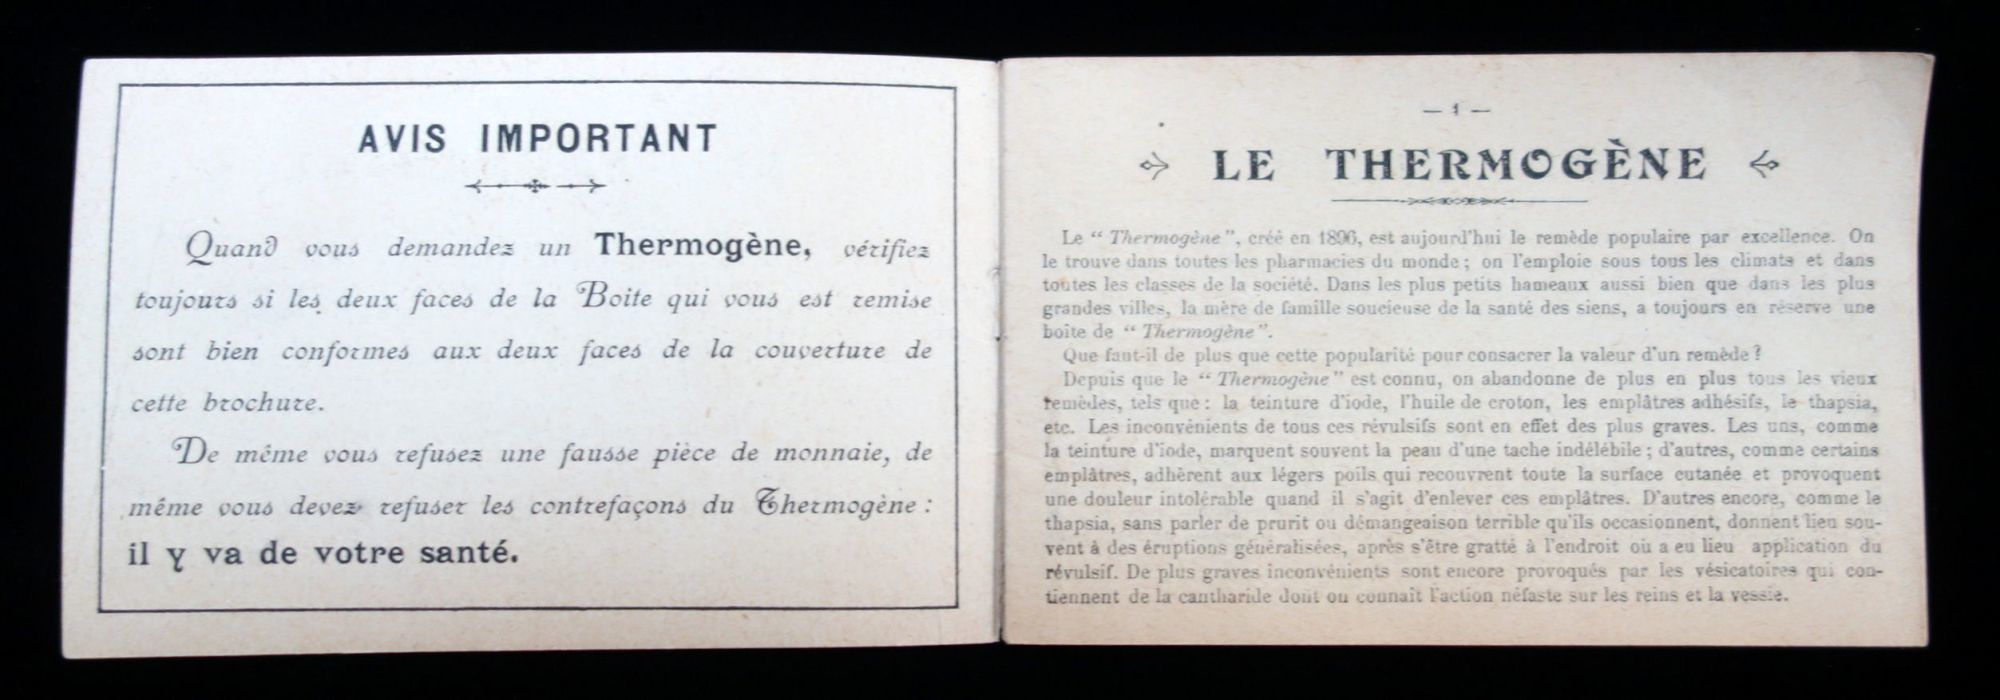 AVIS IMPORTANT
Quand vous demandez un Thermogène, vérifiez
toujours si les deux faces de la Boite qui vous est remise
sont bien conformes aux deux faces de la couverture de
cette brochure.
De même vous refusez une fausse pièce de monnaie, de
même vous devez refuser les contrefaçons du Thermogène :
il y va de votre santé.
— 1 —
LE THERMOGÈNE
Le “ Thermogène ”, créé en 1896, est aujourd'hui le remède populaire par excellence. On
le trouve dans toutes les pharmacies du monde ; on l'emploie sous tous les climats et dans
toutes les classes de la société. Dans les plus petits hameaux aussi bien que dans les plus
grandes villes, la mère de famille soucieuse de la santé des siens, a toujours en réserve une
boîte de “ Thermogène ”.
Que faut-il de plus que cette popularité pour consacrer la valeur d'un remède ?
Depuis que le “ Thermogène ” est connu, on abandonne de plus en plus tous les vieux
remèdes, tels que : la teinture d'iode, l'huile de croton, les emplâtres adhésifs, le thapsia,
etc. Les inconvénients de tous ces révulsifs sont en effet des plus graves. Les uns, comme
la teinture d'iode, marquent souvent la peau d'une tache indélébile ; d'autres, comme certains
emplâtres, adhèrent aux légers poils qui recouvrent toute la surface cutanée et provoquent
une douleur intolérable quand il s'agit d'enlever ces emplâtres. D'autres encore, comme le
thapsia, sans parler de prurit ou démangeaison terrible qu'ils occasionnent, donnent lieu sou-
vent à des éruptions généralisées, après s'être gratté à l'endroit où a eu lieu application du
révulsif. De plus graves inconvénients sont encore provoqués par les vésicatoires qui con-
tiennent de la cantharide dont on connaît l'action néfaste sur les reins et la vessie.